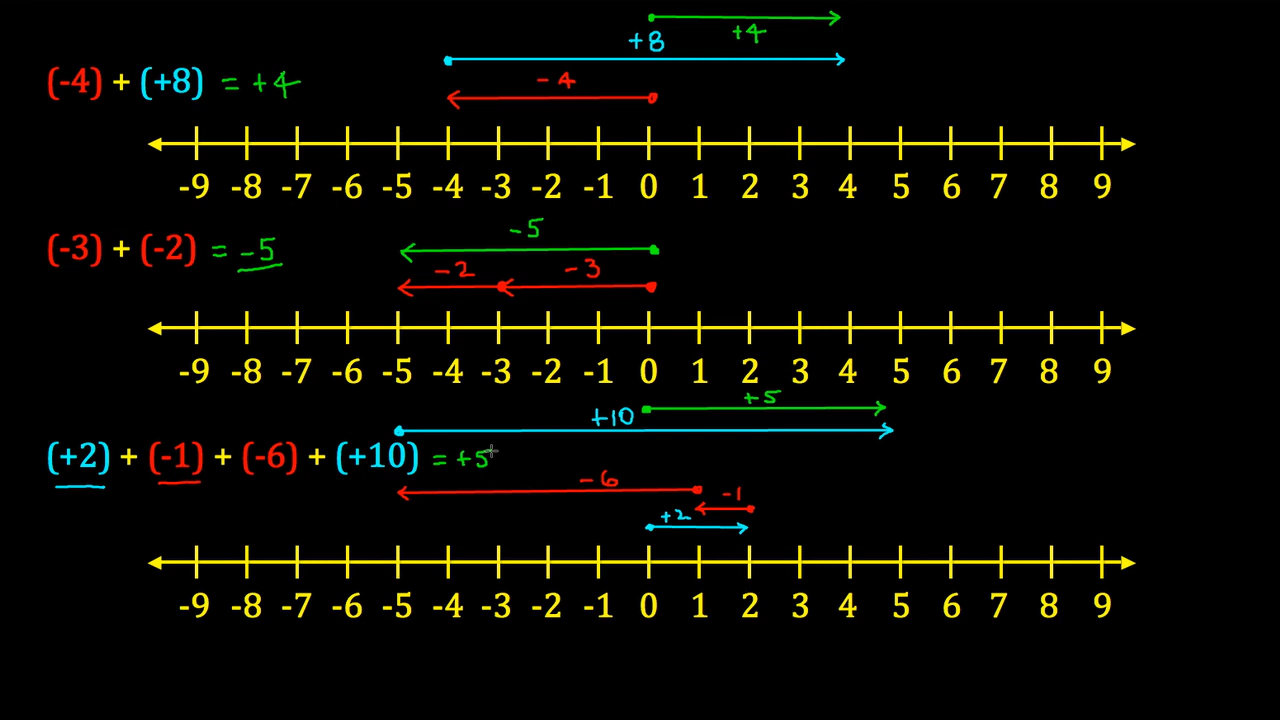 +4
+8
(-4) + (+8) = +4
-4
-9 -8 -7 -6 -5 -4 -3 -2 -1 0 1 2 3 4 5 6 7 8 9
-5
(-3) + (-2) = -5
-2 -3
-9 -8 -7 -6 -5 -4 -3 -2 -1 0 1 2 3 4 5 6 7 8 9
+5
+10
(+2) + (-1) + (-6) + (+10) = +5
-6
-1
+2
-9 -8 -7 -6 -5 -4 -3 -2 -1 0 1 2 3 4 5 6 7 8 9